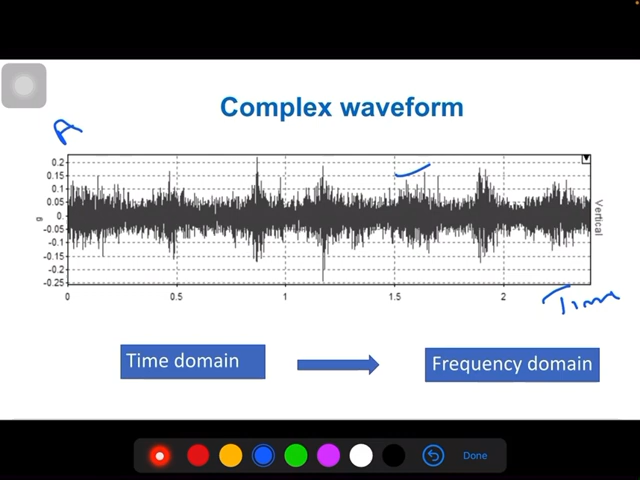 Complex waveform
A
0.2
0.15
0.1
0.05
0.
-0.05
-0.1
-0.15
-0.2
-0.25
g
Vertical
0 0.5 1 1.5 2
Time
Time domain
Frequency domain
Done